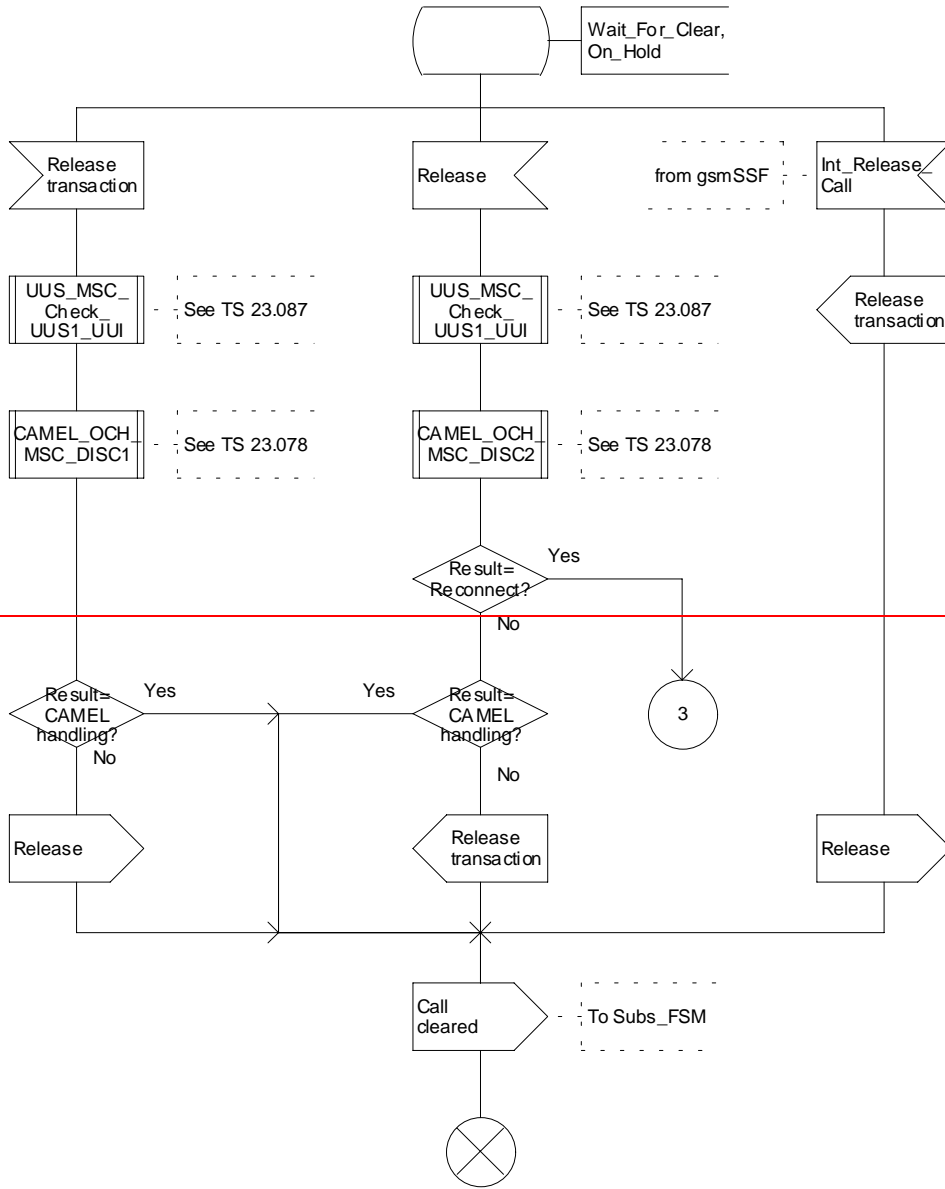 Wait_For_Clear,
On_Hold
Release
transaction
Release
from gsmSSF
Int_Release_
Call
UUS_MSC_
Check_
UUS1_UUI
See TS 23.087
UUS_MSC_
Check_
UUS1_UUI
See TS 23.087
Release
transaction
CAMEL_OCH_
MSC_DISC1
See TS 23.078
CAMEL_OCH_
MSC_DISC2
See TS 23.078
Result=
Reconnect?
Yes
No
Result=
CAMEL
handling?
Yes
No
Yes
Result=
CAMEL
handling?
No
3
Release
Release
transaction
Release
Call
cleared
To Subs_FSM